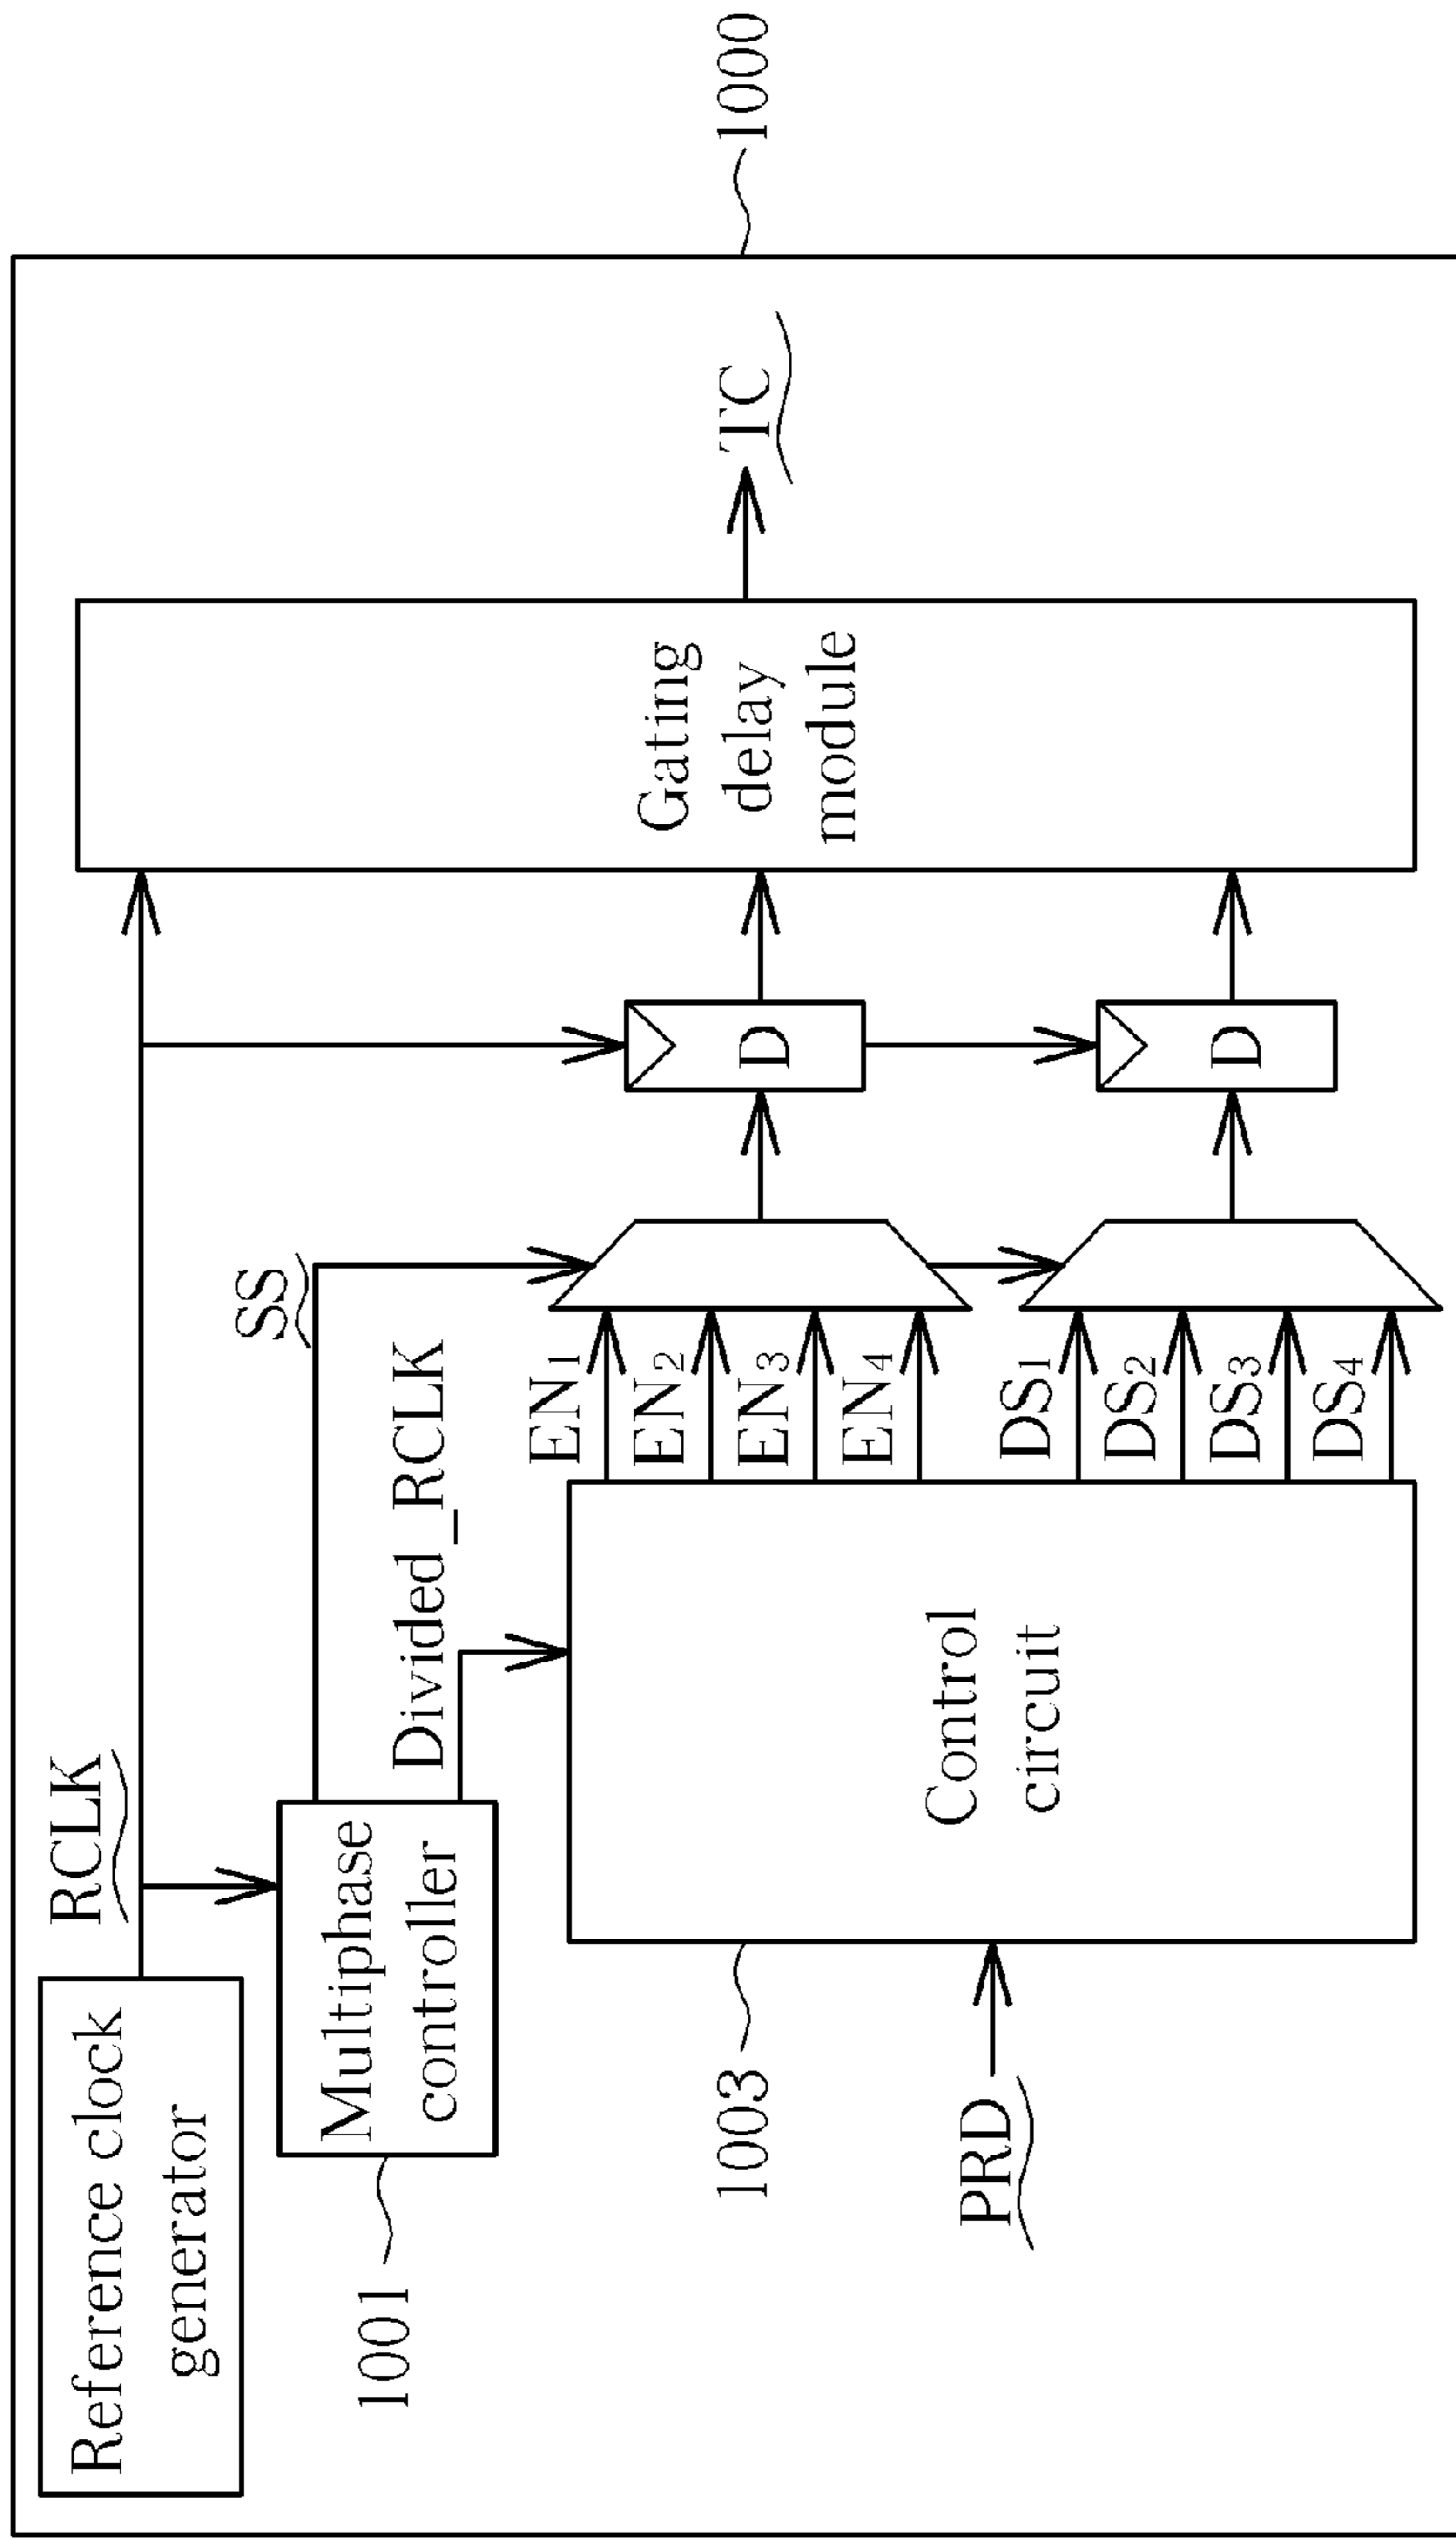 Reference clock
generator
RCLK
1001
Multiphase
controller
SS
Divided_RCLK
1003
PRD
Control
circuit
EN1
EN2
EN3
EN4
DS1
DS2
DS3
DS4
D
D
Gating
delay
module
TC
1000